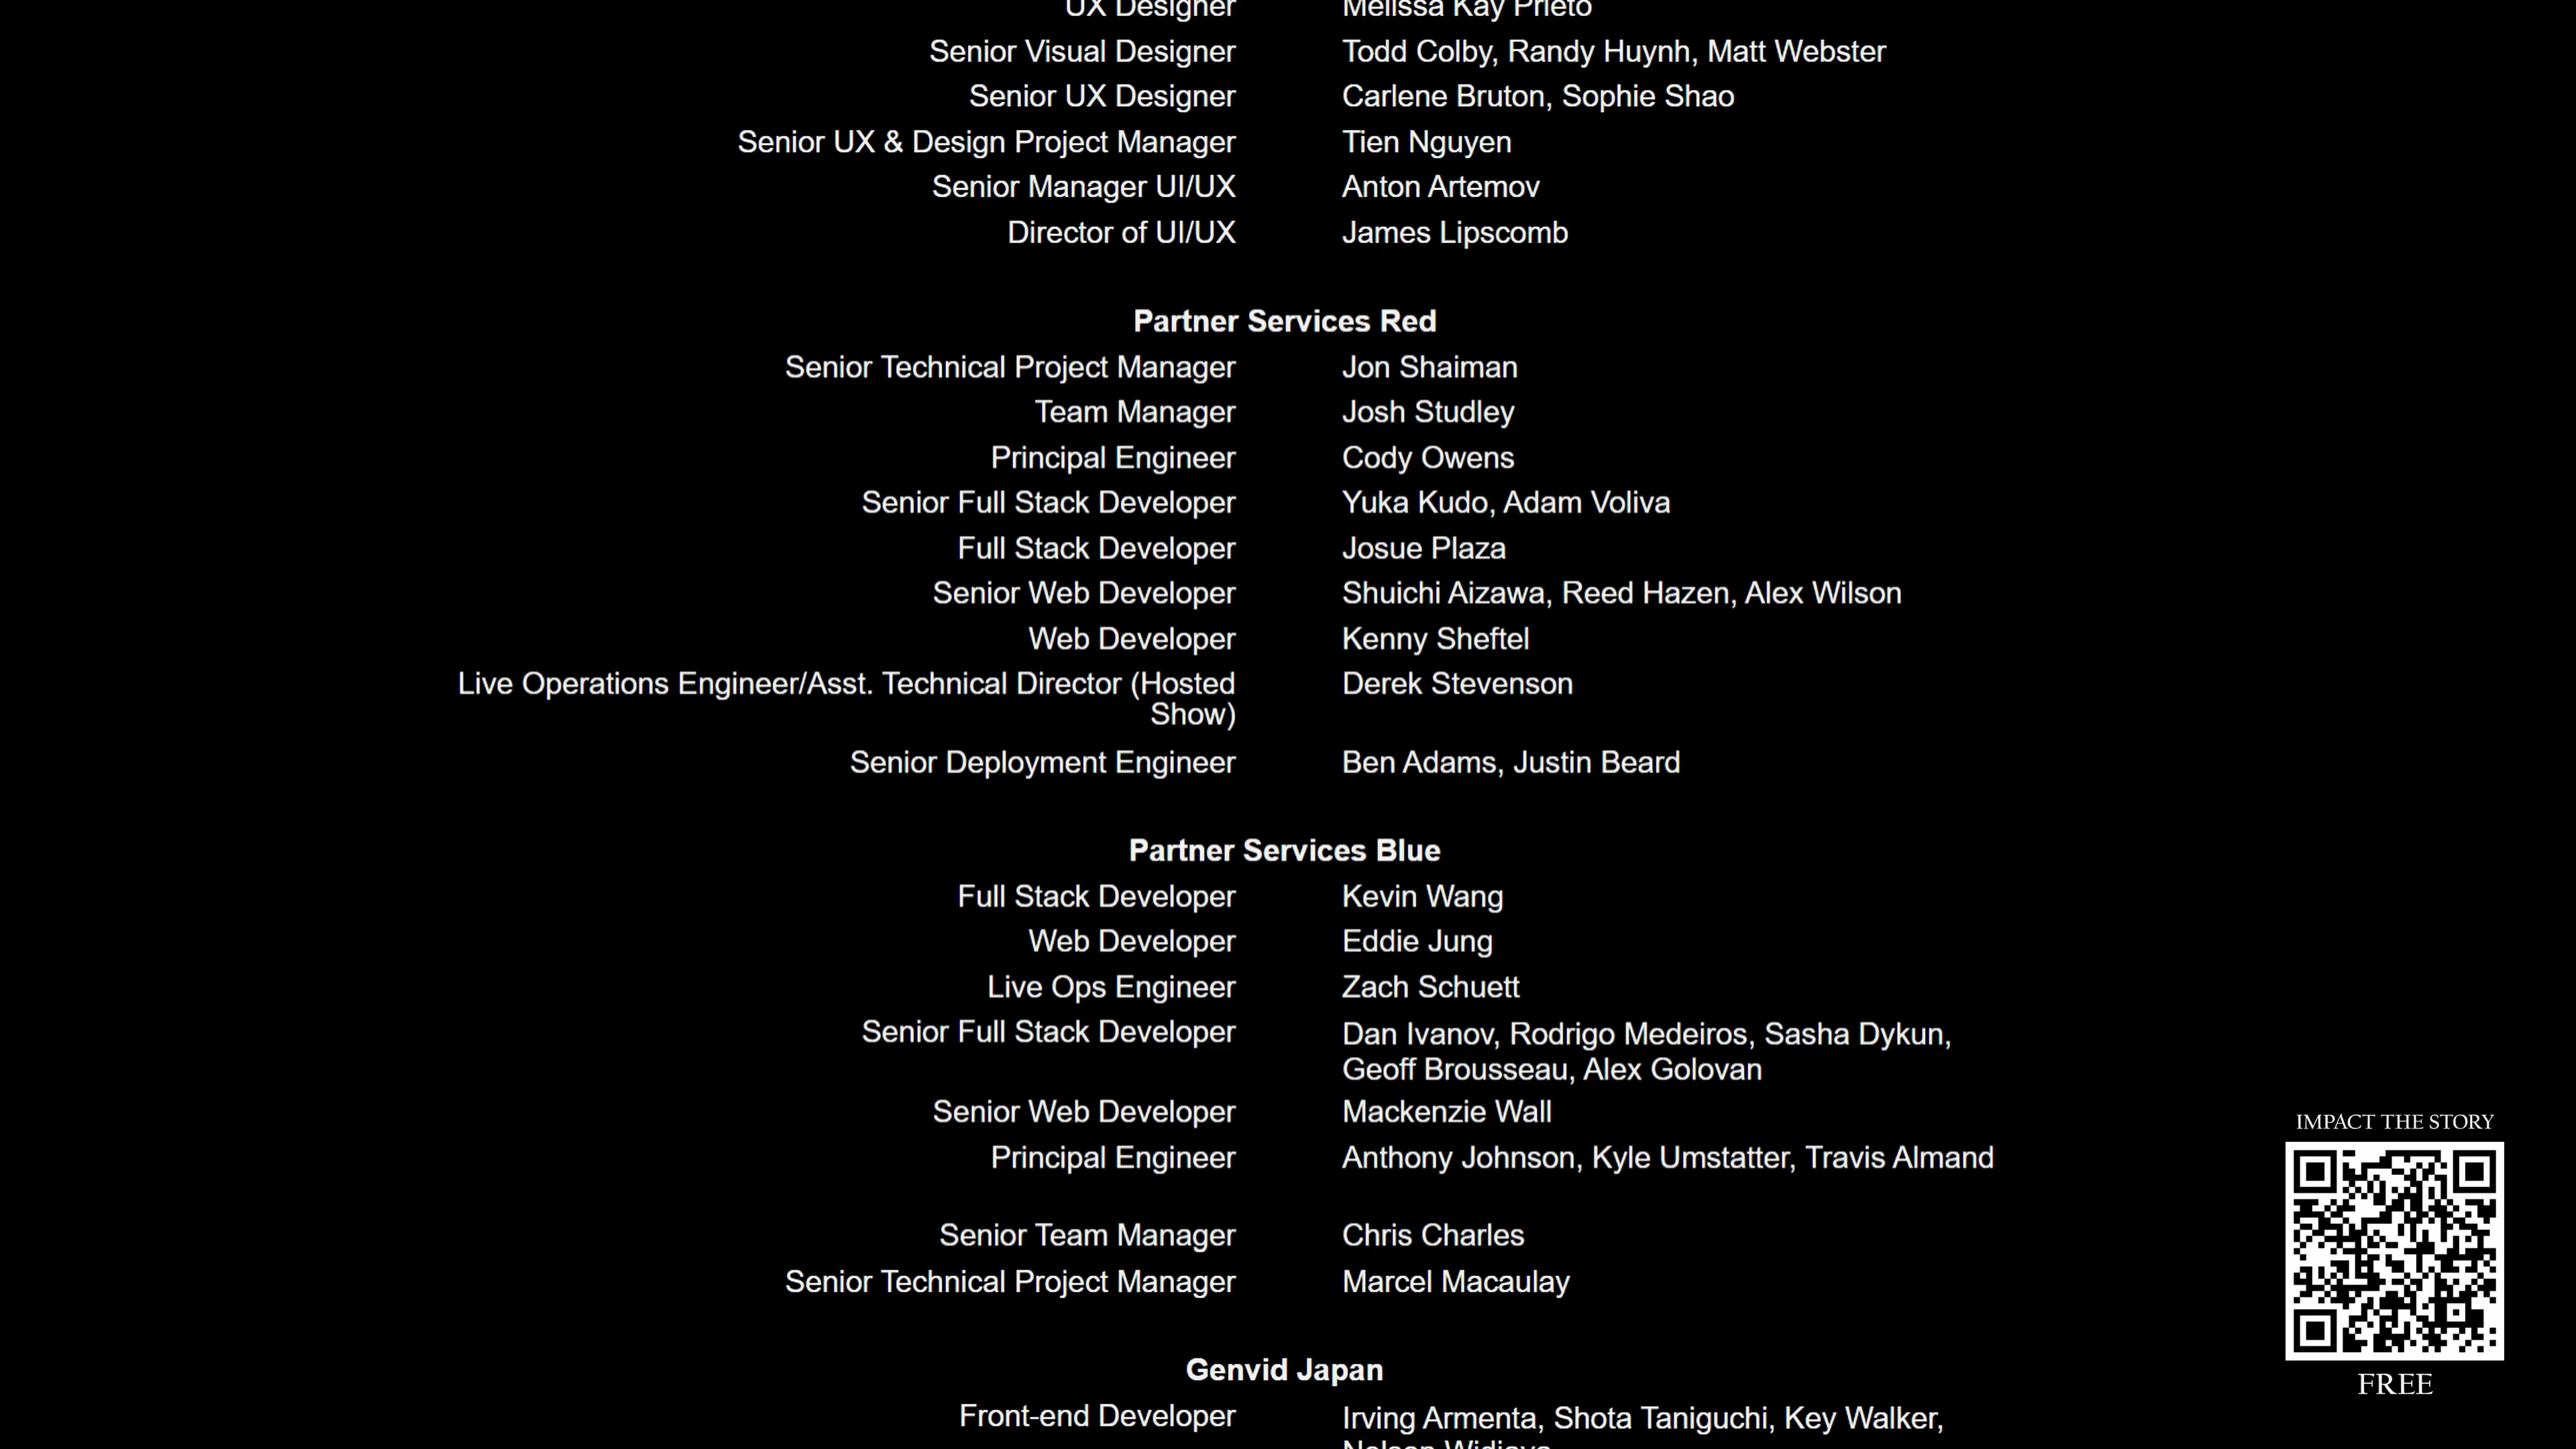 UX Designer Melissa Kay Prieto
Senior Visual Designer Todd Colby, Randy Huynh, Matt Webster
Senior UX Designer Carlene Bruton, Sophie Shao
Senior UX & Design Project Manager Tien Nguyen
Senior Manager UI/UX Anton Artemov
Director of UI/UX James Lipscomb
Partner Services Red
Senior Technical Project Manager Jon Shaiman
Team Manager Josh Studley
Principal Engineer Cody Owens
Senior Full Stack Developer Yuka Kudo, Adam Voliva
Full Stack Developer Josue Plaza
Senior Web Developer Shuichi Aizawa, Reed Hazen, Alex Wilson
Web Developer Kenny Sheftel
Live Operations Engineer/Asst. Technical Director (Hosted Derek Stevenson
Show)
Senior Deployment Engineer Ben Adams, Justin Beard
Partner Services Blue
Full Stack Developer Kevin Wang
Web Developer Eddie Jung
Live Ops Engineer Zach Schuett
Senior Full Stack Developer Dan Ivanov, Rodrigo Medeiros, Sasha Dykun,
Geoff Brousseau, Alex Golovan
Senior Web Developer Mackenzie Wall
Principal Engineer Anthony Johnson, Kyle Umstatter, Travis Almand
Senior Team Manager Chris Charles
Senior Technical Project Manager Marcel Macaulay
Genvid Japan
Front-end Developer Irving Armenta, Shota Taniguchi, Key Walker,
IMPACT THE STORY
FREE